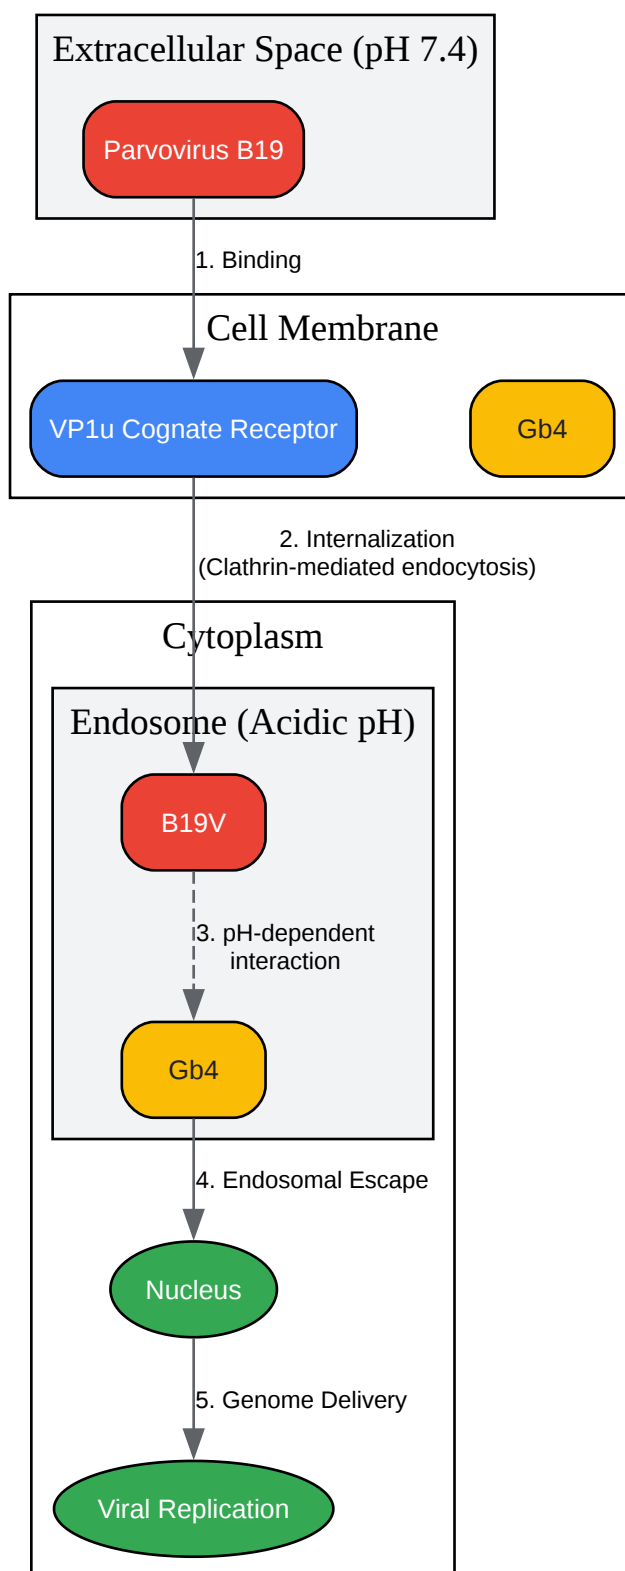 Extracellular Space (pH 7.4)
Parvovirus B19
1. Binding
Cell Membrane
VP1u Cognate Receptor
Gb4
2. Internalization
(Clathrin-mediated endocytosis)
Cytoplasm
Endosome (Acidic pH)
B19V
3. pH-dependent
interaction
Gb4
4. Endosomal Escape
Nucleus
5. Genome Delivery
Viral Replication